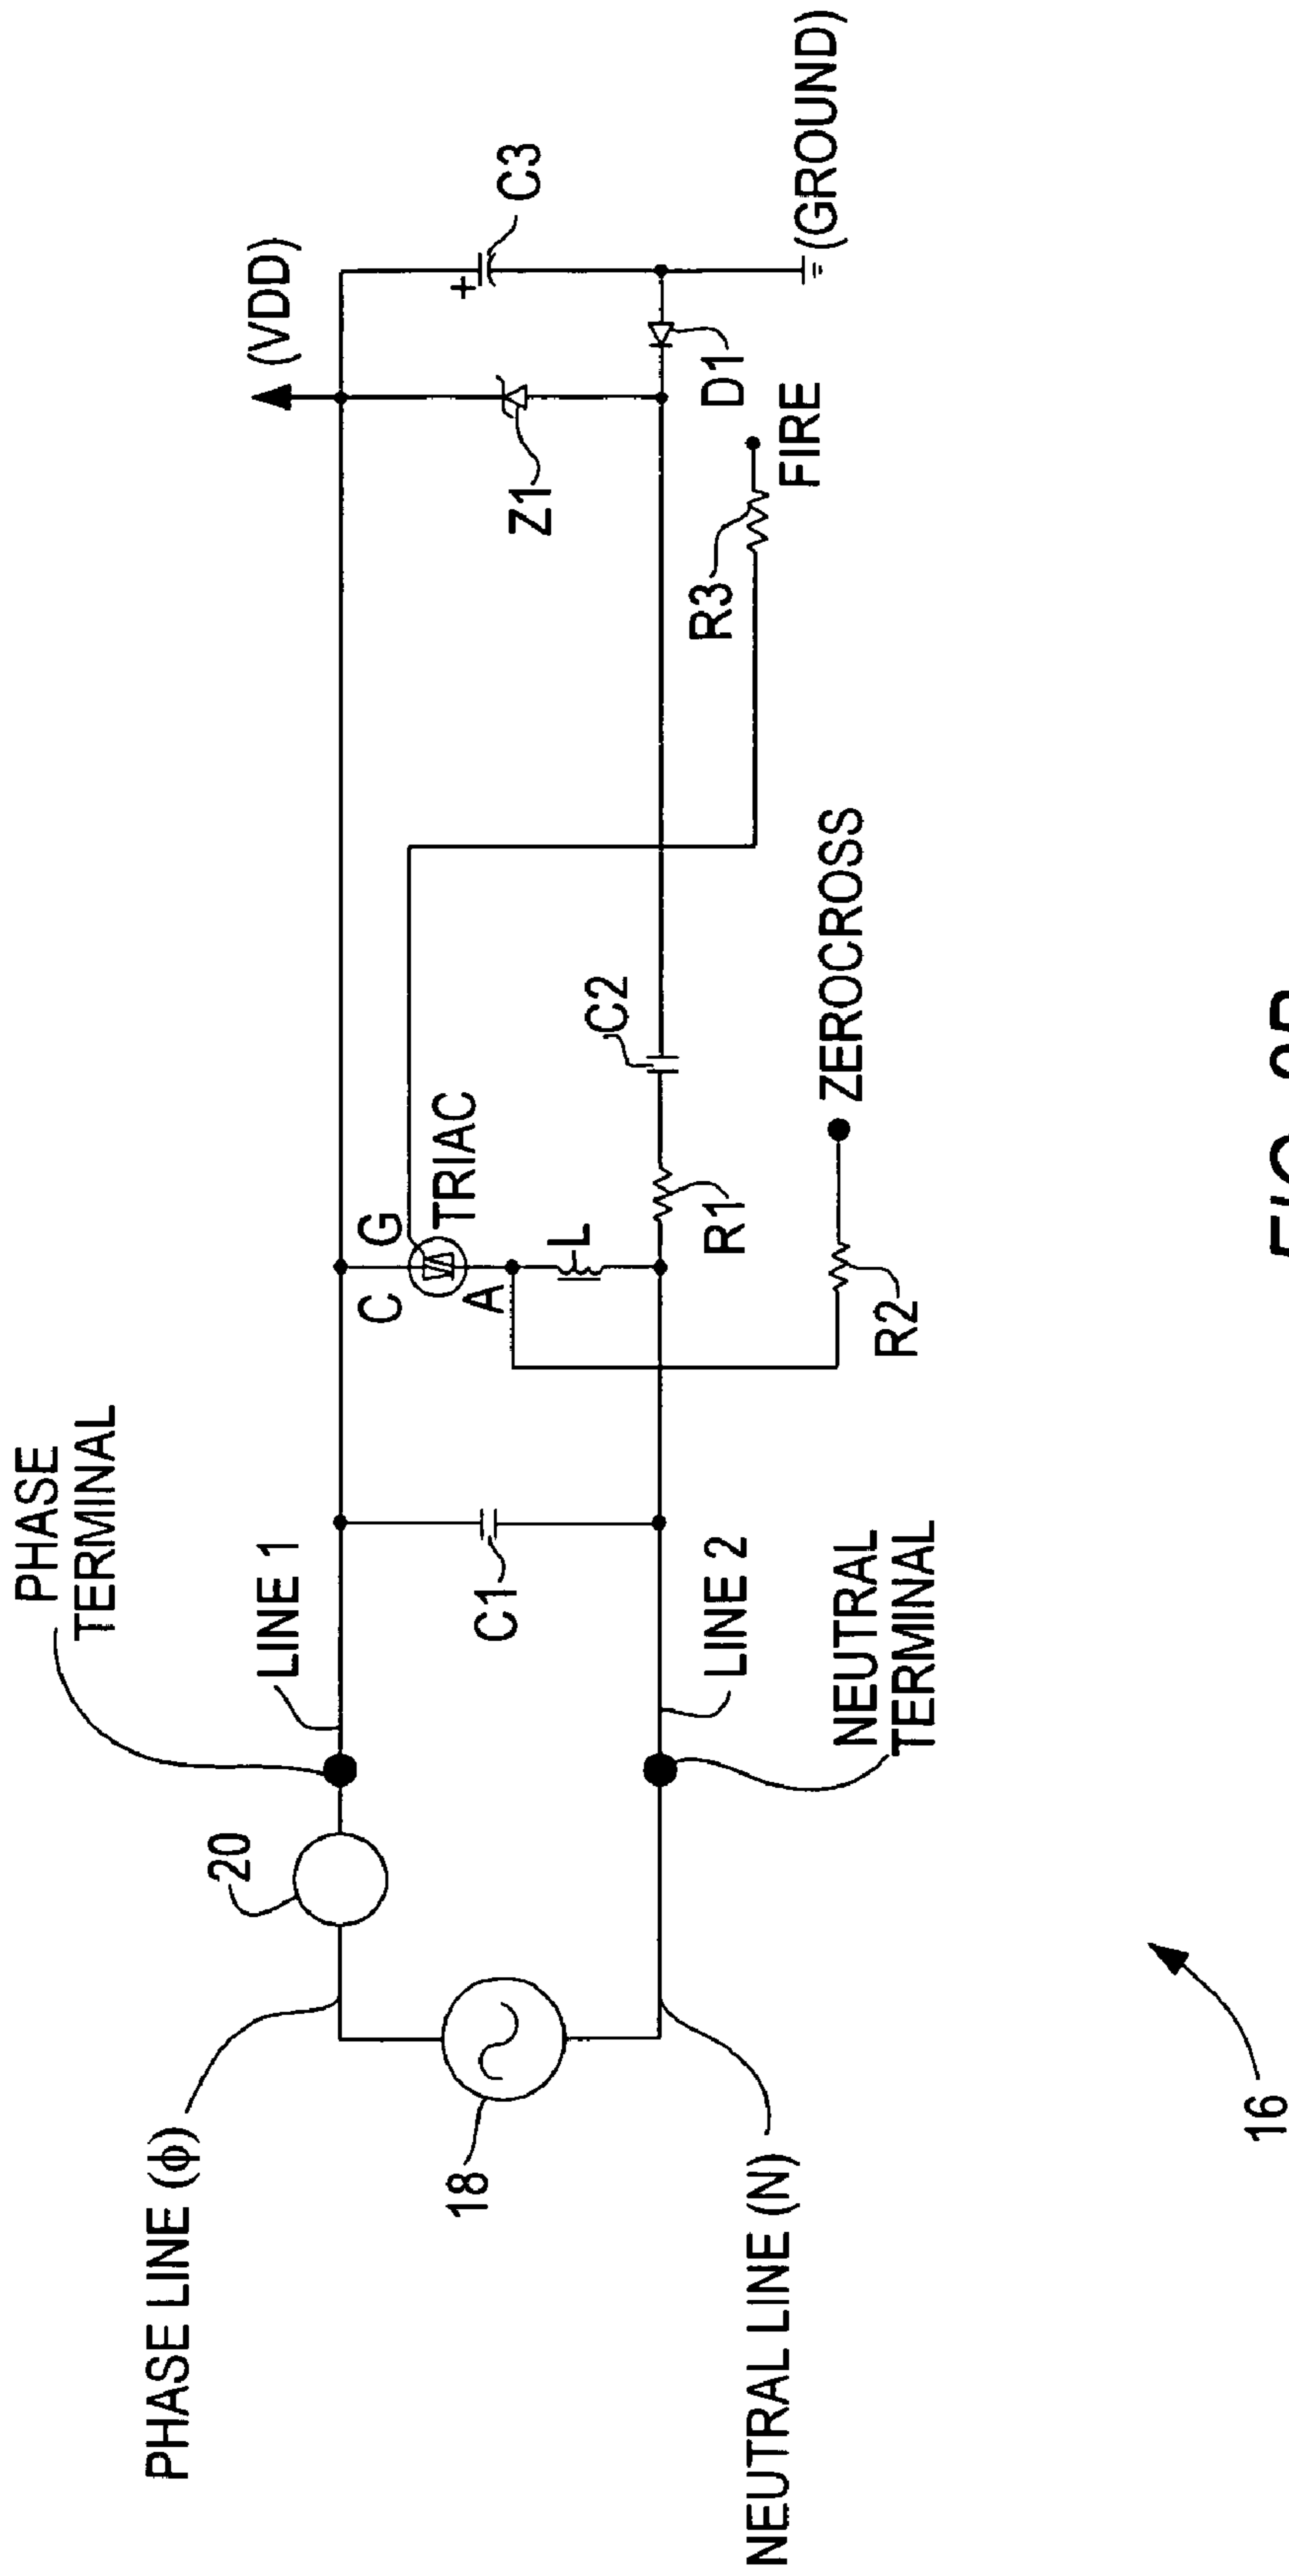 PHASE
TERMINAL
PHASE LINE (ϕ)
20
LINE 1
(VDD)
C
G
TRIAC
A
L
C1
18
Z1
+
C3
C2
R1
LINE 2
R3
D1
FIRE
(GROUND)
NEUTRAL LINE (N)
NEUTRAL
TERMINAL
R2
ZEROCROSS
16